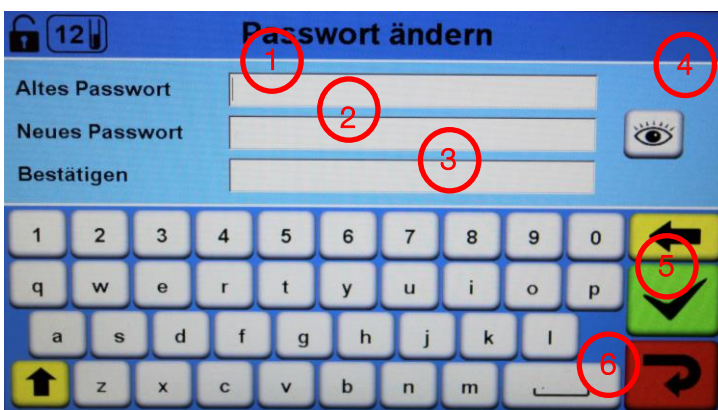 12 Passwort ändern
1
4
Altes Passwort
2
Neues Passwort
3
Bestätigen
1 2 3 4 5 6 7 8 9 0
5
q w e r t y u i o p
a s d f g h j k l
6
z x c v b n m